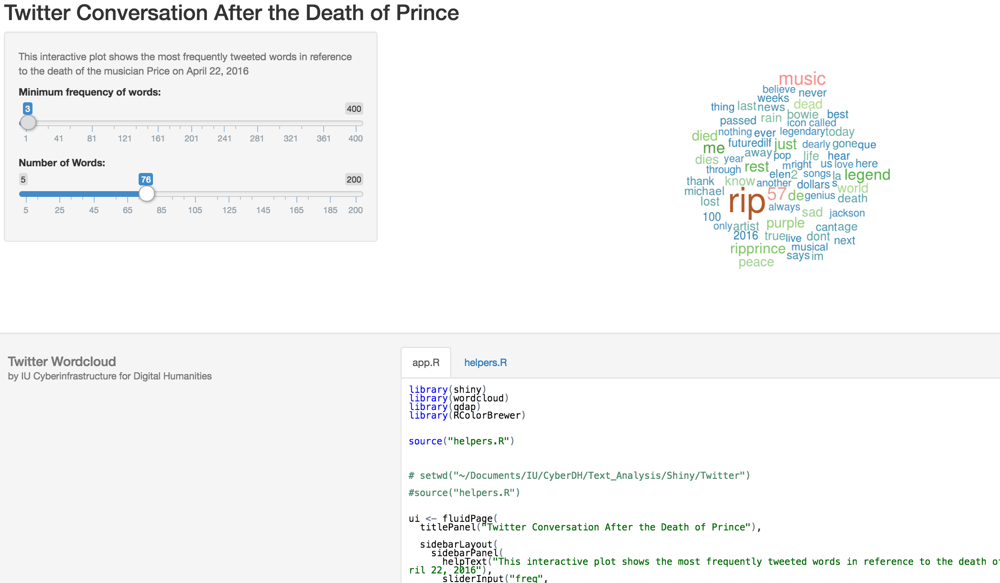 Twitter Conversation After the Death of Prince
This interactive plot shows the most frequently tweeted words in reference
to the death of the musician Price on April 22, 2016
Minimum frequency of words:
3
400
1 41 81 121 161 201 241 281 321 361 400
Number of Words:
5
76
200
5 25 45 65 85 105 125 145 165 185 200
music
believe never
weeks
thing last news dead
passed rain bowie best
icon called
died nothing ever legendary today
me futuredilf just dearly gone que
away pop life hear
dies year
through rest m right us love here
elen 2 songs la legend
thank know another dollars s world
michael rip 57 de genius death
lost always
100 sad jackson
only artist purple cant age
2016 true live dont next
ripprince musical
says im
peace
Twitter Wordcloud
by IU Cyberinfrastructure for Digital Humanities
app.R helpers.R
library(shiny)
library(wordcloud)
library(qdap)
library(RColorBrewer)
source("helpers.R")
# setwd("~/Documents/IU/CyberDH/Text_Analysis/Shiny/Twitter")
#source("helpers.R")
ui <- fluidPage(
titlePanel("Twitter Conversation After the Death of Prince"),
sidebarLayout(
sidebarPanel(
helpText("This interactive plot shows the most frequently tweeted words in reference to the death of
ril 22, 2016"),
sliderInput("freq",